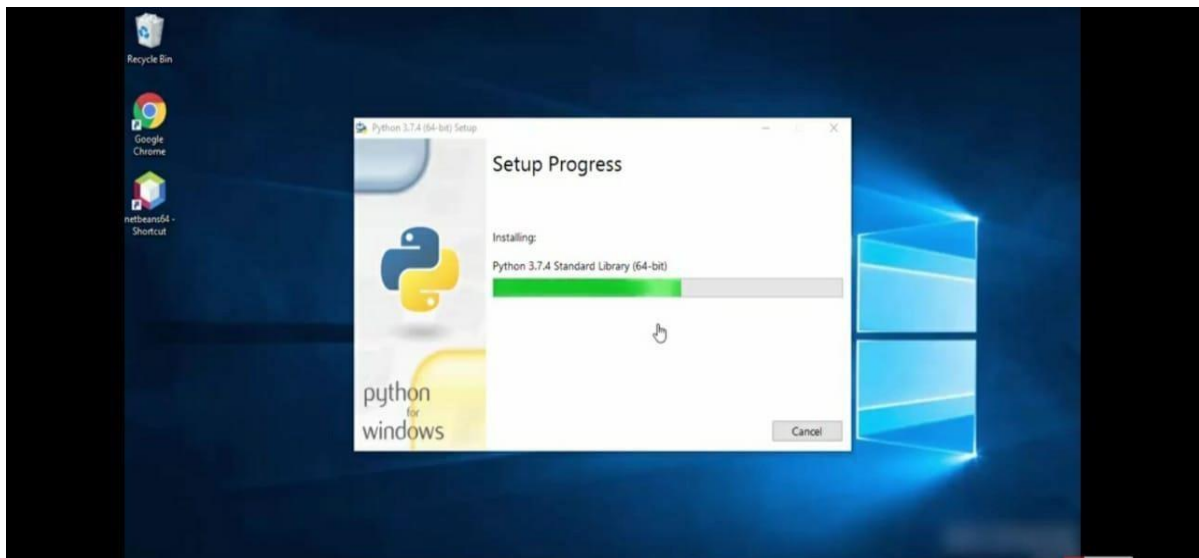 Recycle Bin
Google
Chrome
netbeans64 -
Shortcut
Python 3.7.4 (64-bit) Setup
Setup Progress
Installing:
Python 3.7.4 Standard Library (64-bit)
python
for
windows
Cancel